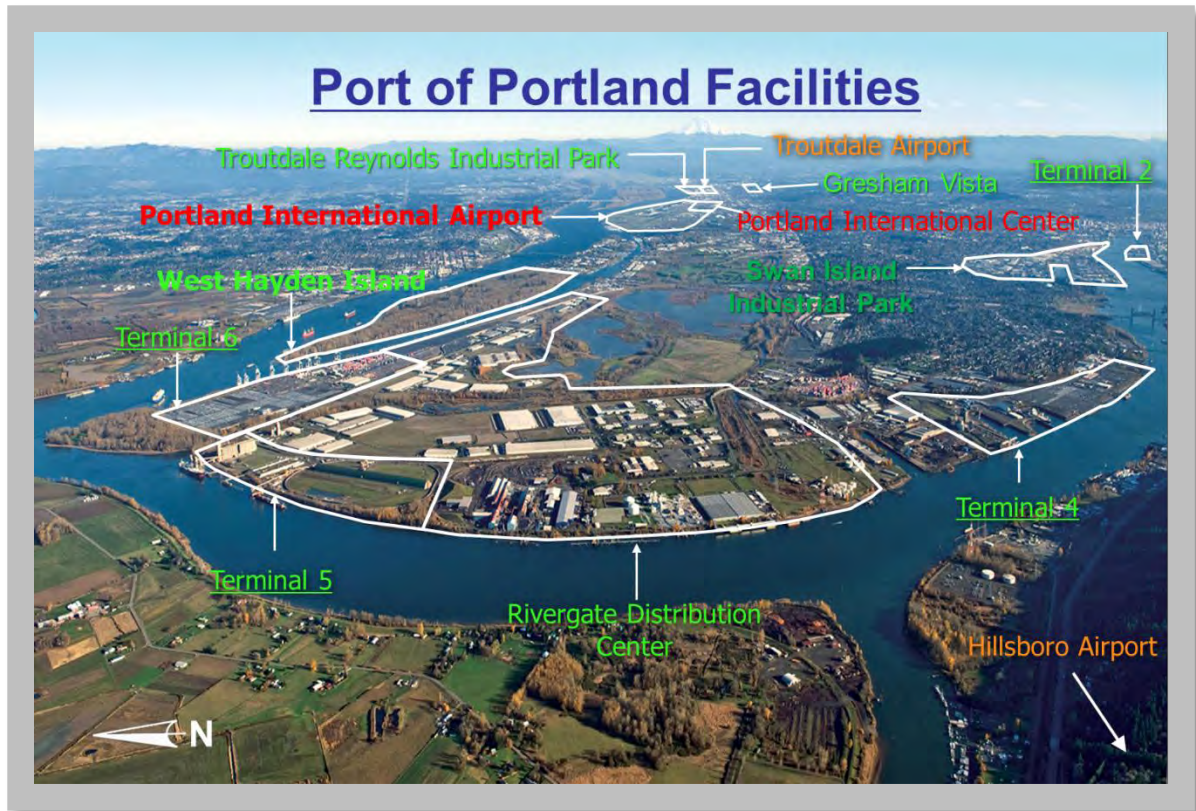 Port of Portland Facilities
Troutdale Reynolds Industrial Park
Troutdale Airport
Terminal 2
Gresham Vista
Portland International Airport
Portland International Center
West Hayden Island
Swan Island
Industrial Park
Terminal 6
Terminal 4
Terminal 5
Rivergate Distribution
Center
Hillsboro Airport
N